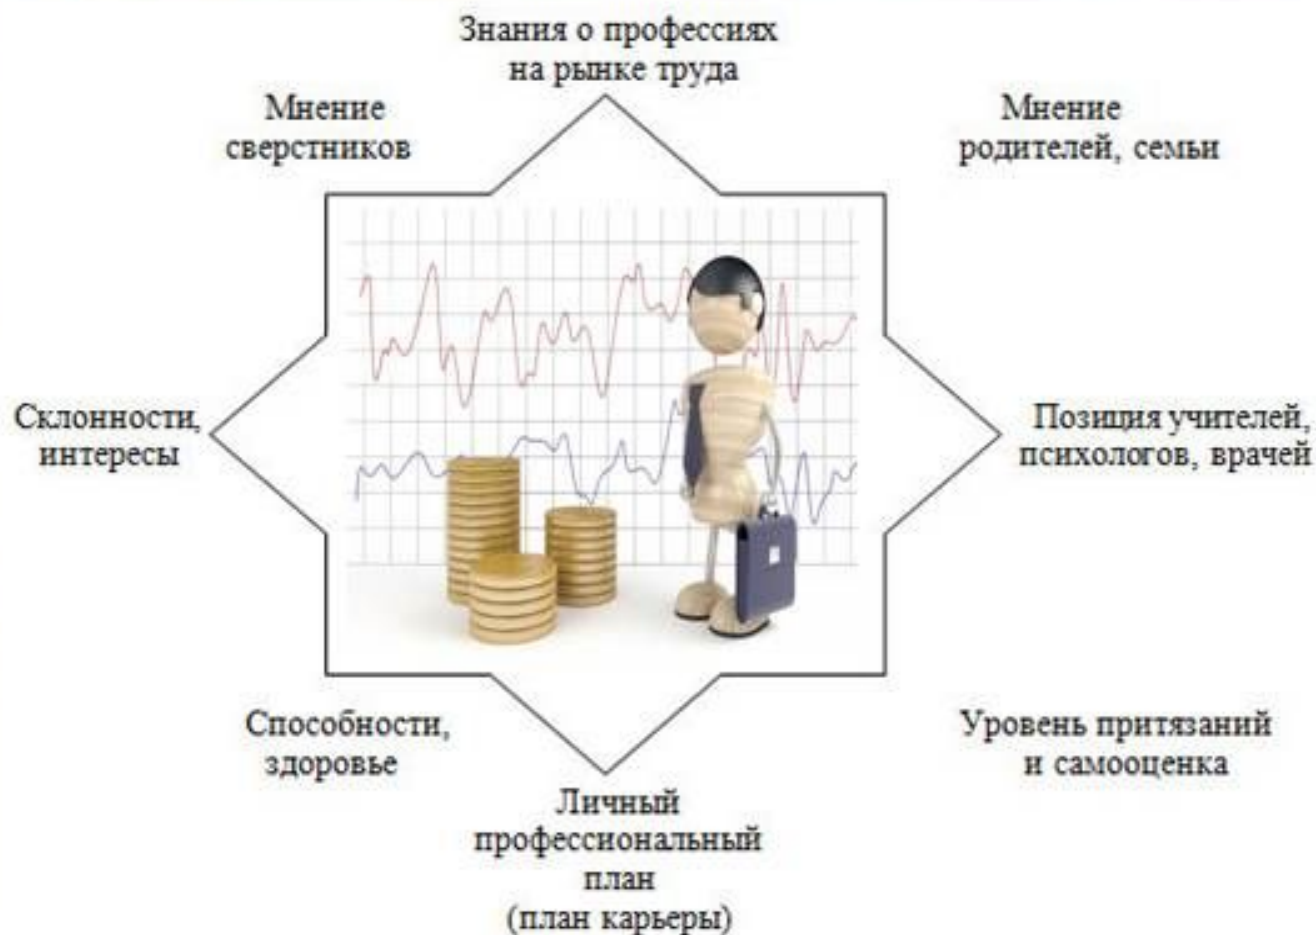 Знания о профессиях
на рынке труда
Мнение
сверстников
Мнение
родителей, семьи
Склонности,
интересы
Позиция учителей,
психологов, врачей
Способности,
здоровье
Уровень притязаний
и самооценка
Личный
профессиональный
план
(план карьеры)